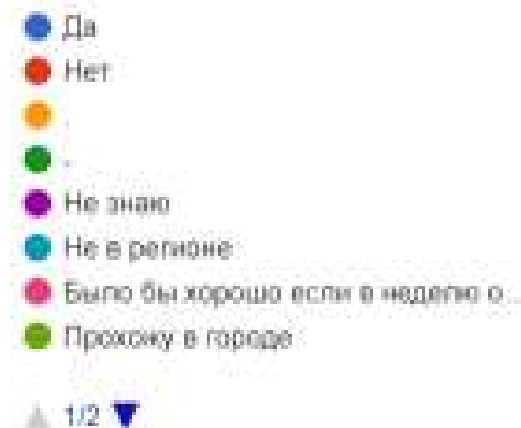 Да
Нет
.
-
Не знаю
Не в регионе
Было бы хорошо если в неделю о...
Прохожу в городе
1/2